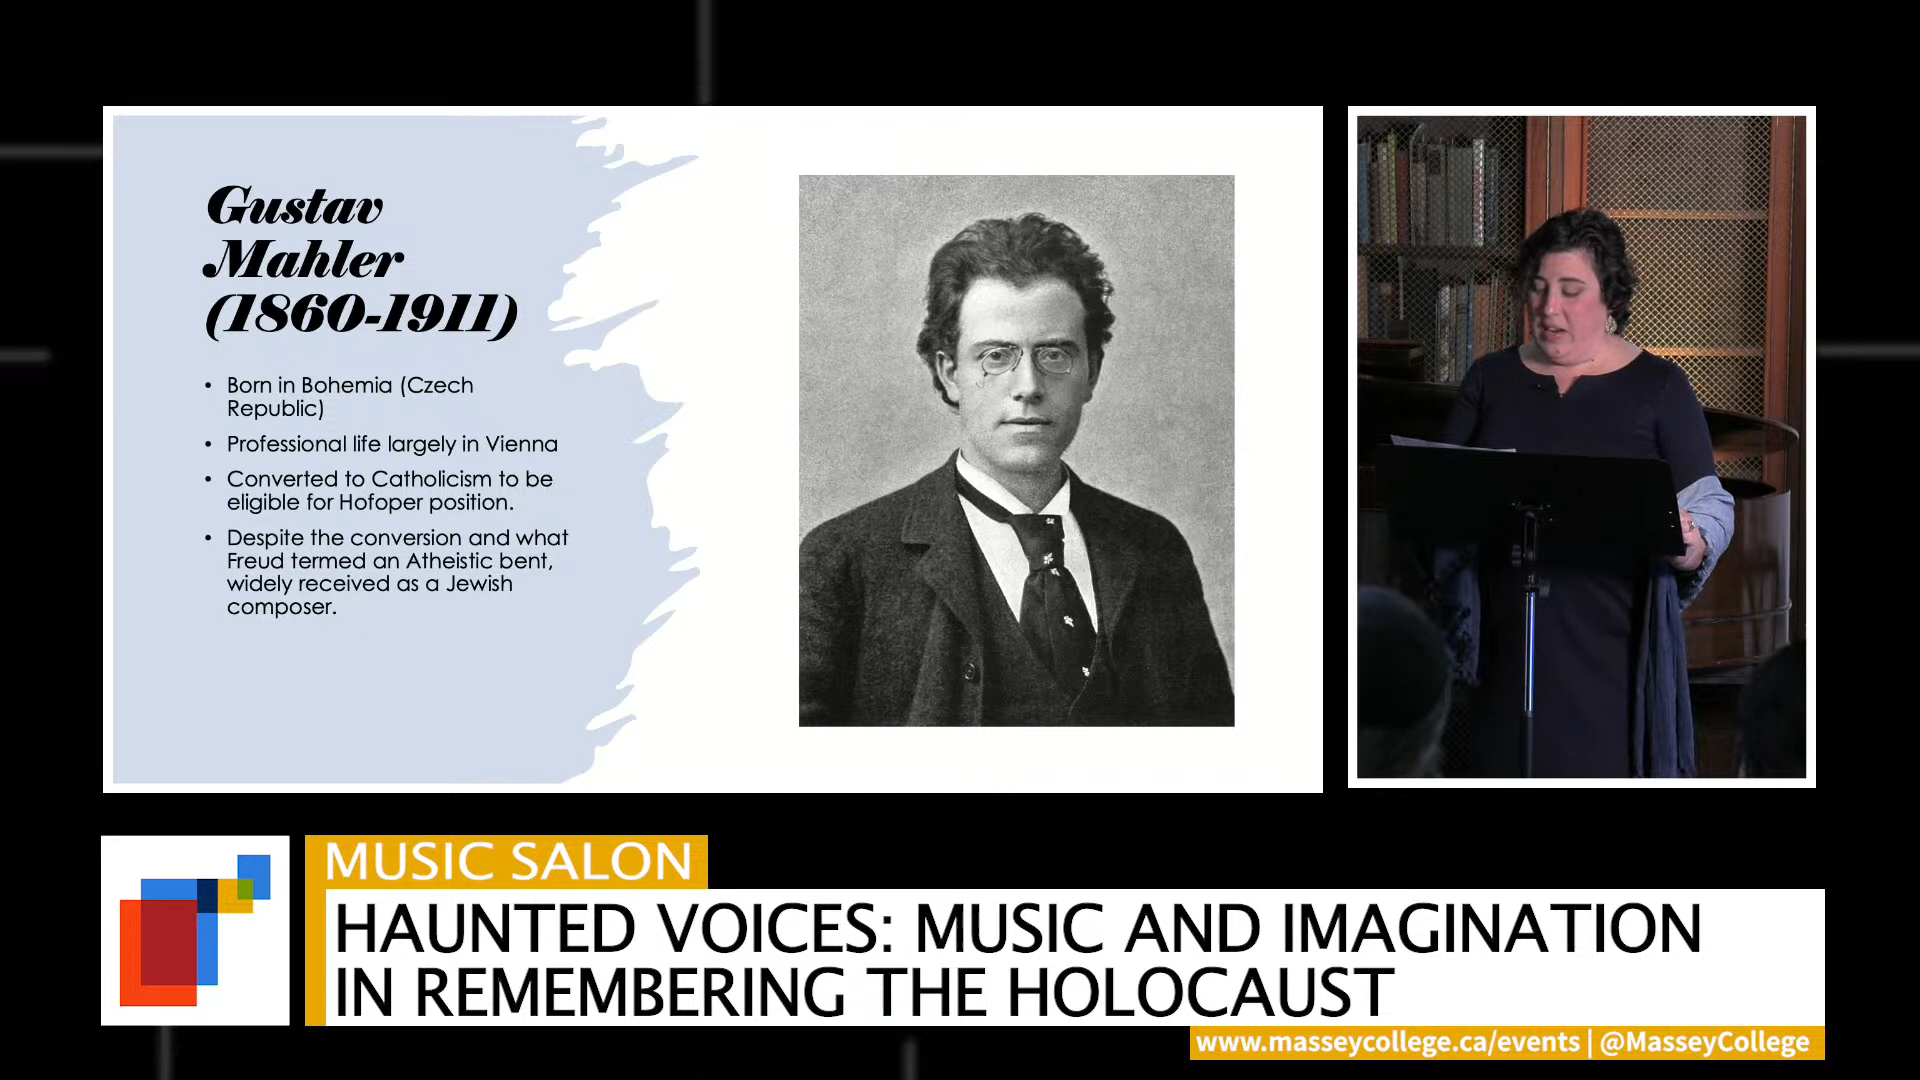 Gustav
Mahler
(1860-1911)
• Born in Bohemia (Czech
Republic)
• Professional life largely in Vienna
• Converted to Catholicism to be
eligible for Hofoper position.
• Despite the conversion and what
Freud termed an Atheistic bent,
widely received as a Jewish
composer.
MUSIC SALON
HAUNTED VOICES: MUSIC AND IMAGINATION
IN REMEMBERING THE HOLOCAUST
www.masseycollege.ca/events | @MasseyCollege